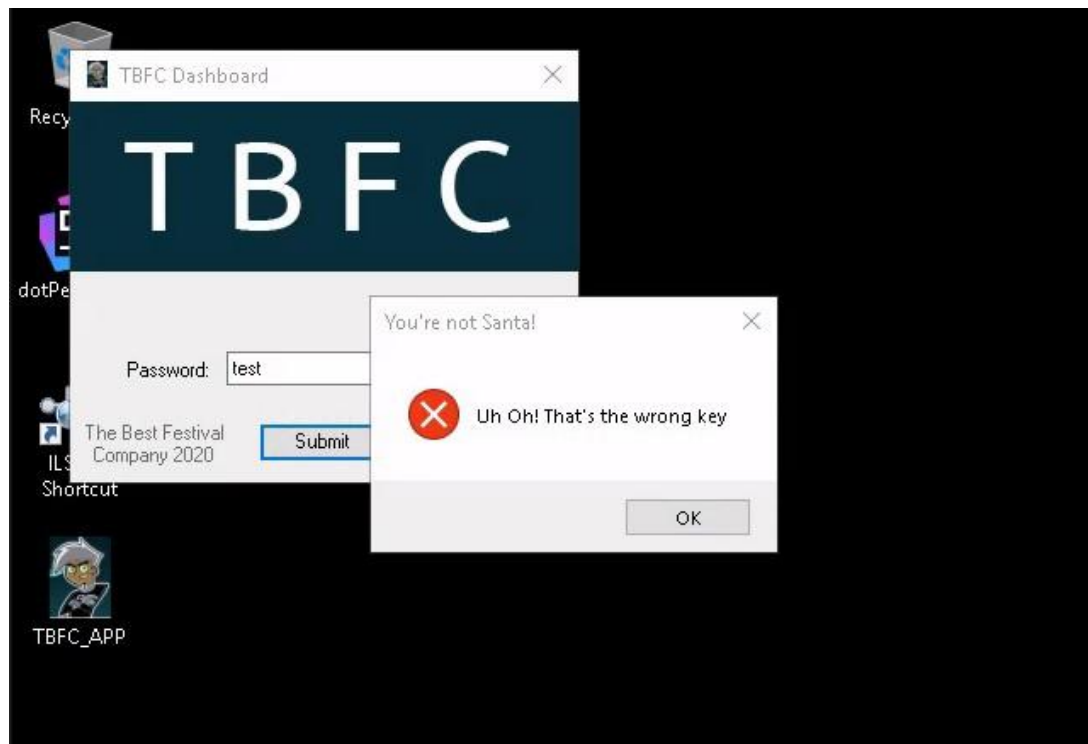 Recy
TBFC Dashboard
T B F C
dotPe
You're not Santa!
Password:
test
Uh Oh! That's the wrong key
The Best Festival
Company 2020
Submit
OK
ILS
Shortcut
TBFC_APP